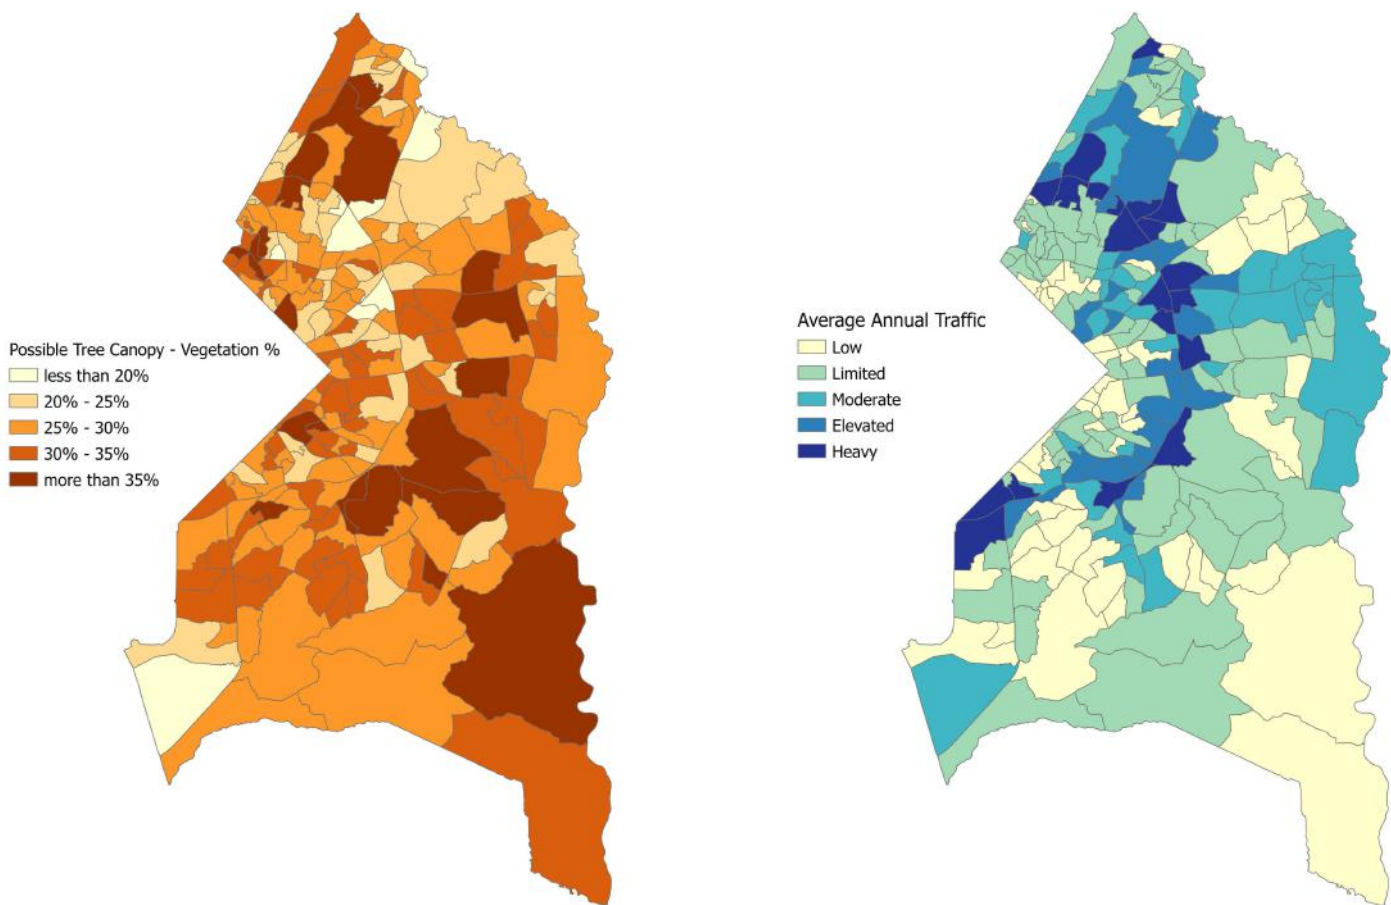 Possible Tree Canopy - Vegetation %
less than 20%
20% - 25%
25% - 30%
30% - 35%
more than 35%
Average Annual Traffic
Low
Limited
Moderate
Elevated
Heavy